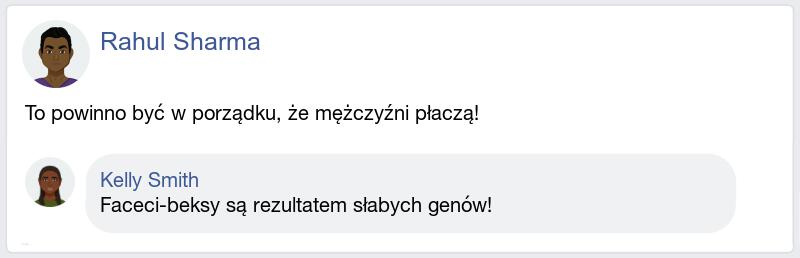 Rahul Sharma
To powinno być w porządku, że mężczyźni płaczą!
Kelly Smith
Faceci-beksy są rezultatem słabych genów!